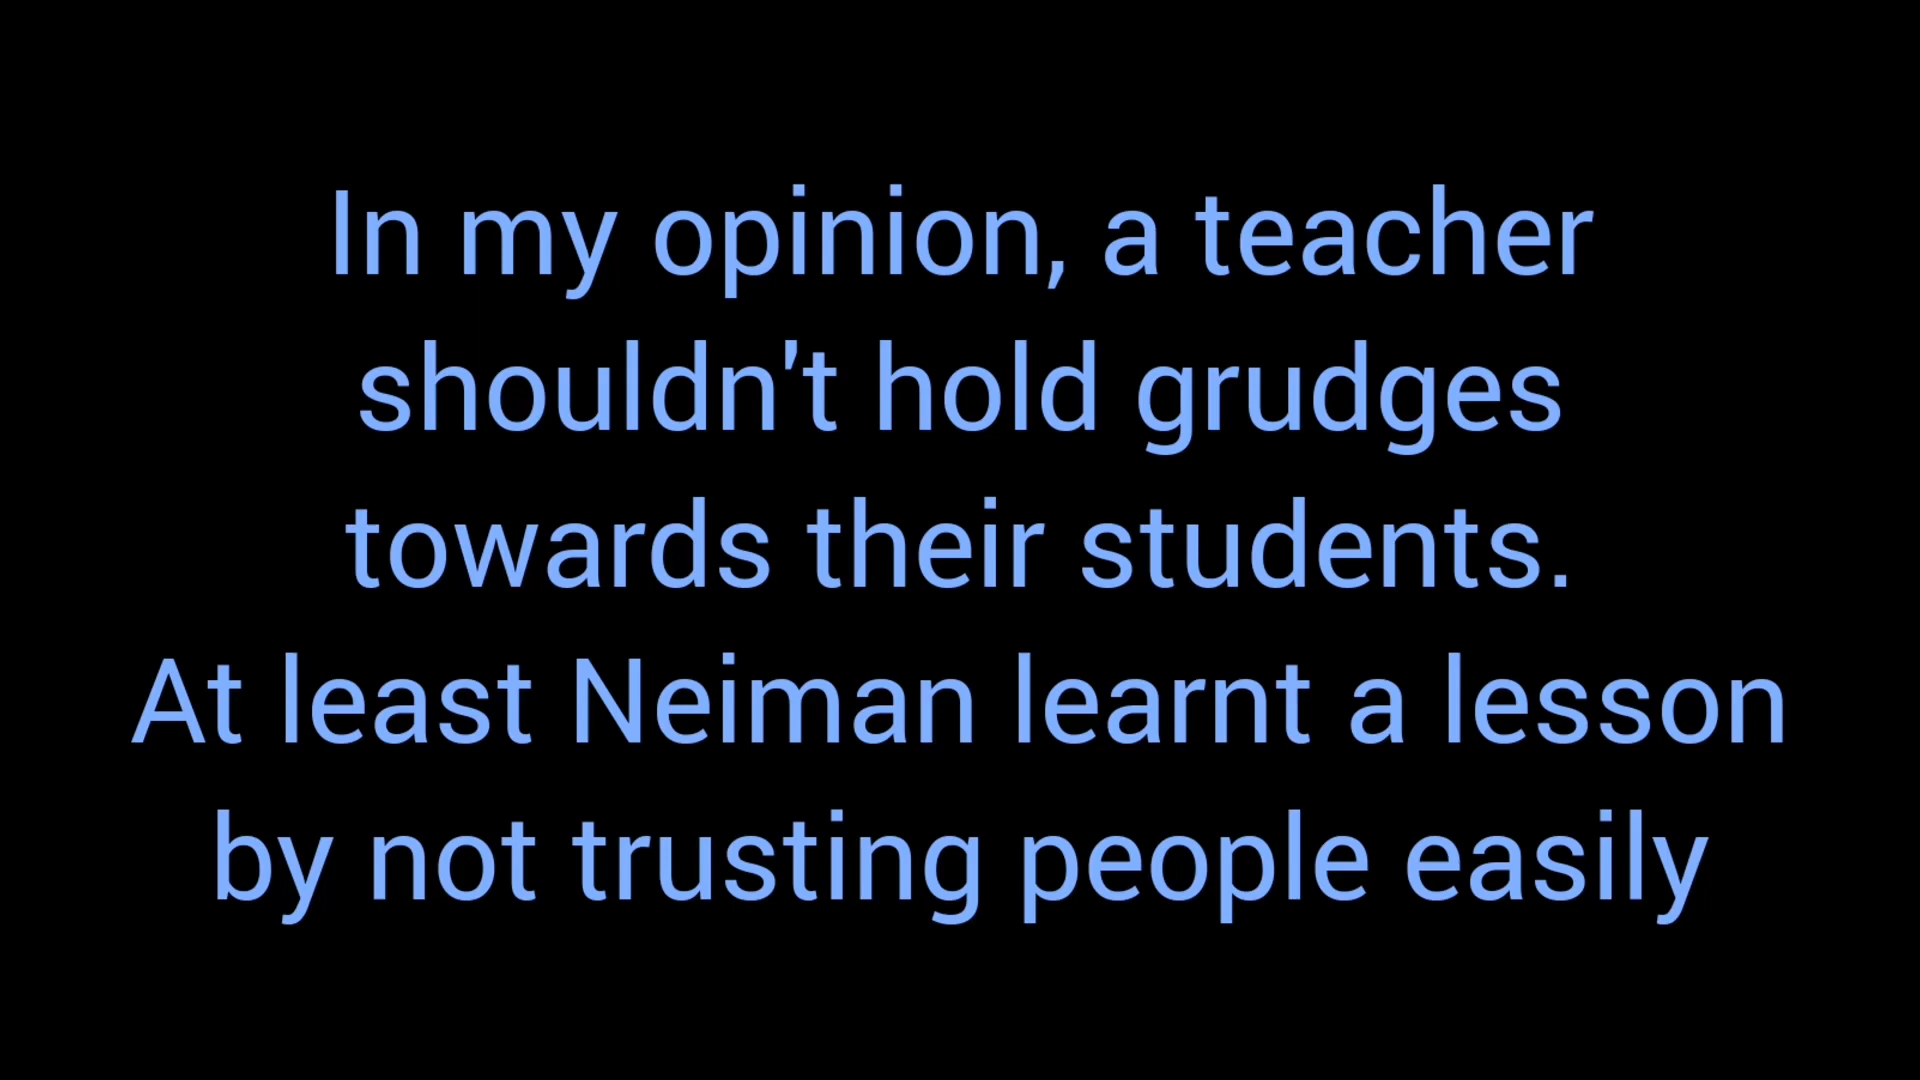 In my opinion, a teacher
shouldn't hold grudges
towards their students.
At least Neiman learnt a lesson
by not trusting people easily